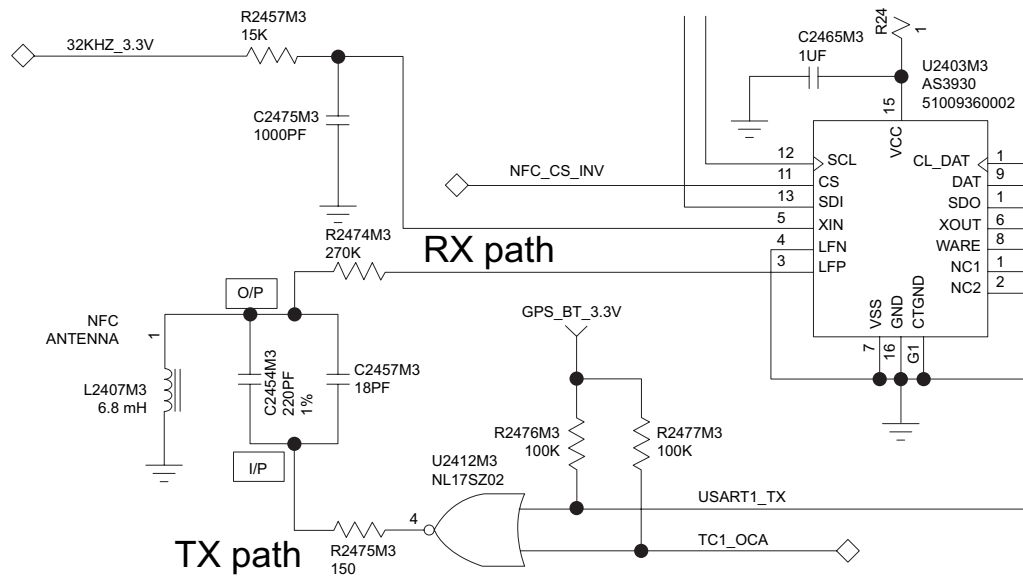 R2457M3
15K
32KHZ_3.3V
C2475M3
1000PF
C2465M3
1UF
R24
1
U2403M3
AS3930
51009360002
15
VCC
12
SCL
CL_DAT
1
NFC_CS_INV
11
CS
DAT
9
13
SDI
SDO
1
5
XIN
XOUT
6
4
LFN
WARE
8
3
LFP
NC1
1
NC2
2
VSS
GND
CTGND
7
16
G1
RX path
R2474M3
270K
O/P
NFC
ANTENNA
1
L2407M3
6.8 mH
C2454M3
220PF
1%
C2457M3
18PF
I/P
GPS_BT_3.3V
R2476M3
100K
R2477M3
100K
U2412M3
NL17SZ02
USART1_TX
4
TC1_OCA
R2475M3
150
TX path